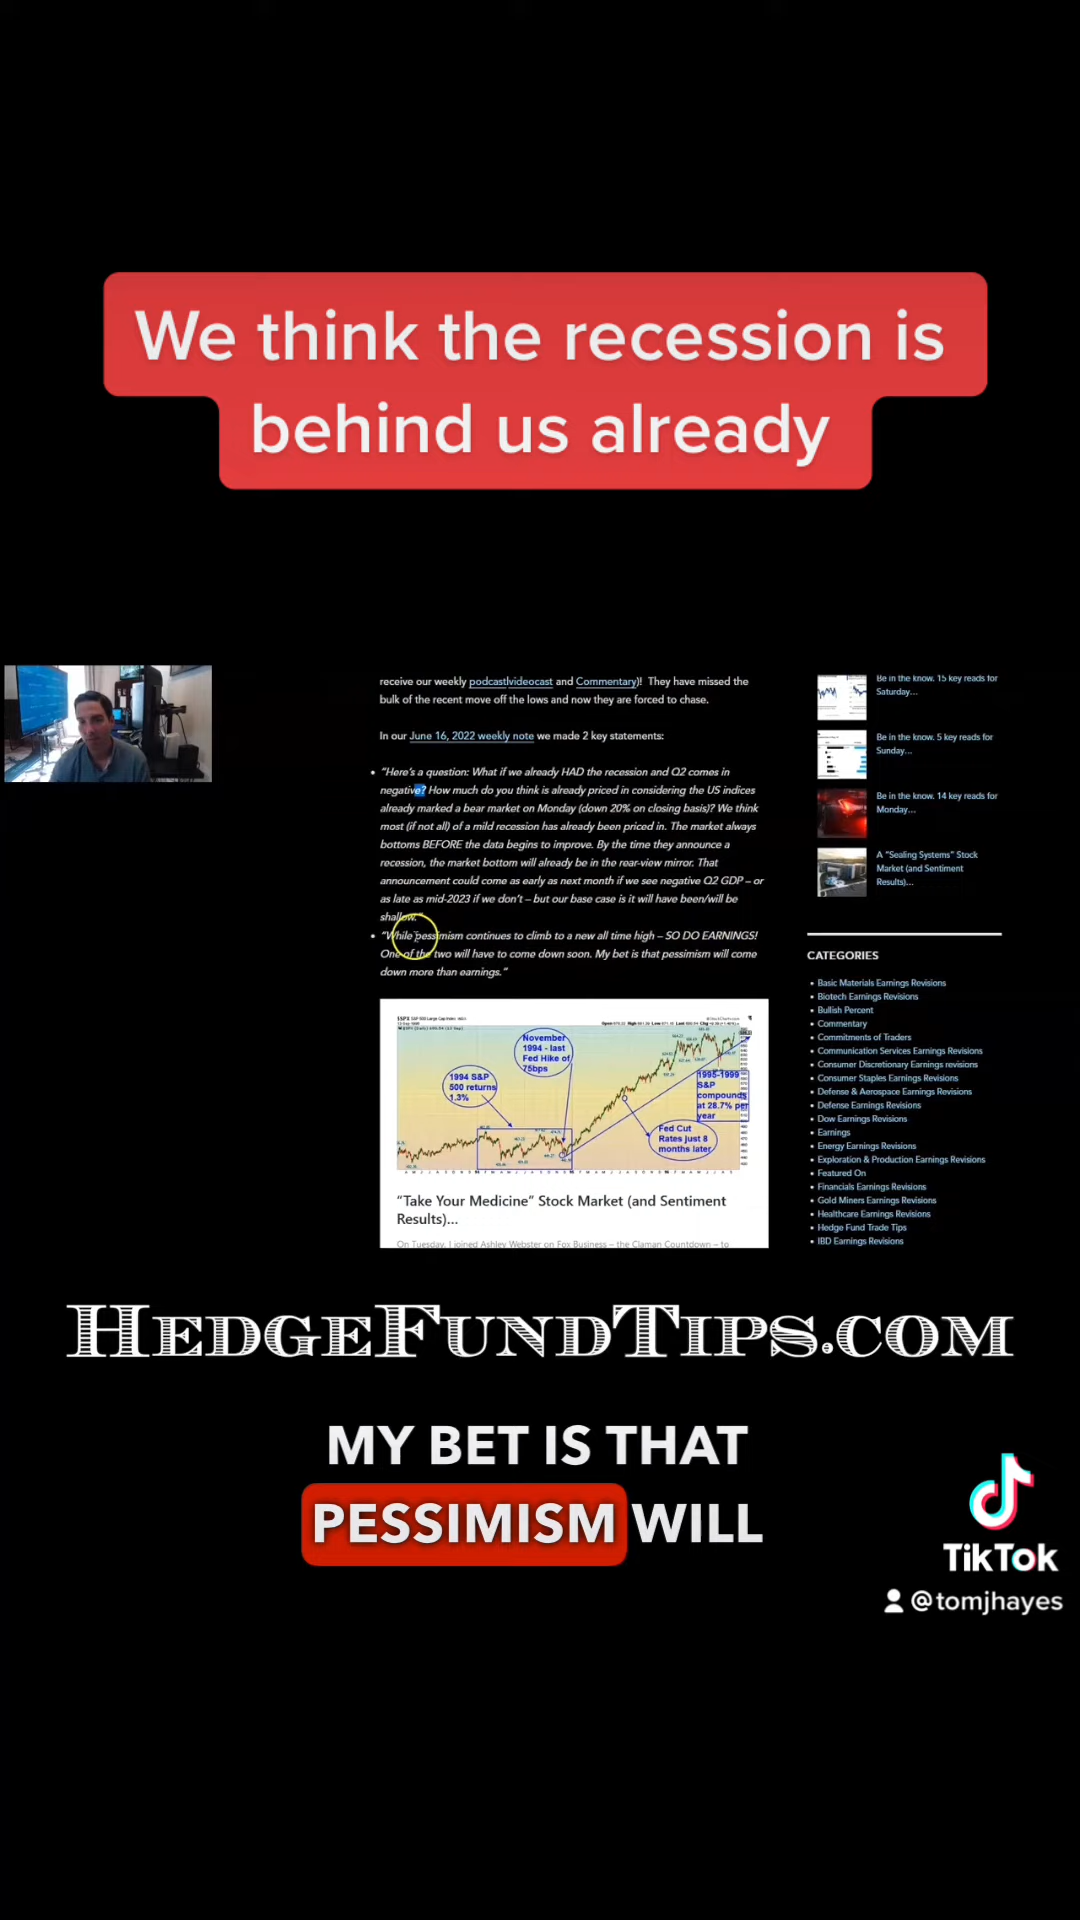 We think the recession is
behind us already
receive our weekly podcast|videocast and Commentary)!  They have missed the
bulk of the recent move off the lows and now they are forced to chase.
In our June 16, 2022 weekly note we made 2 key statements:
• "Here's a question: What if we already HAD the recession and Q2 comes in
negative? How much do you think is already priced in considering the US indices
already marked a bear market on Monday (down 20% on closing basis)? We think
most (if not all) of a mild recession has already been priced in. The market always
bottoms BEFORE the data begins to improve. By the time they announce a
recession, the market bottom will already be in the rear-view mirror. That
announcement could come as early as next month if we see negative Q2 GDP – or
as late as mid-2023 if we don't – but our base case is it will have been/will be
shallow."
• "While pessimism continues to climb to a new all time high – SO DO EARNINGS!
One of the two will have to come down soon. My bet is that pessimism will come
down more than earnings."
$SPX
November
1994 - last
Fed Hike of
75bps
1994 S&P
500 returns
1.3%
1995-1999
S&P
compounds
at 28.7% per
year
Fed Cut
Rates just 8
months later
"Take Your Medicine" Stock Market (and Sentiment
Results)...
On Tuesday, I joined Ashley Webster on Fox Business – the Claman Countdown – to
Be in the know. 15 key reads for
Saturday...
Be in the know. 5 key reads for
Sunday...
Be in the know. 14 key reads for
Monday...
A "Sealing Systems" Stock
Market (and Sentiment
Results)...
CATEGORIES
• Basic Materials Earnings Revisions
• Biotech Earnings Revisions
• Bullish Percent
• Commentary
• Commitments of Traders
• Communication Services Earnings Revisions
• Consumer Discretionary Earnings revisions
• Consumer Staples Earnings Revisions
• Defense & Aerospace Earnings Revisions
• Defense Earnings Revisions
• Dow Earnings Revisions
• Earnings
• Energy Earnings Revisions
• Exploration & Production Earnings Revisions
• Featured On
• Financials Earnings Revisions
• Gold Miners Earnings Revisions
• Healthcare Earnings Revisions
• Hedge Fund Trade Tips
• IBD Earnings Revisions
HEDGEFUNDTIPS.COM
MY BET IS THAT
PESSIMISM WILL
TikTok
@tomjhayes